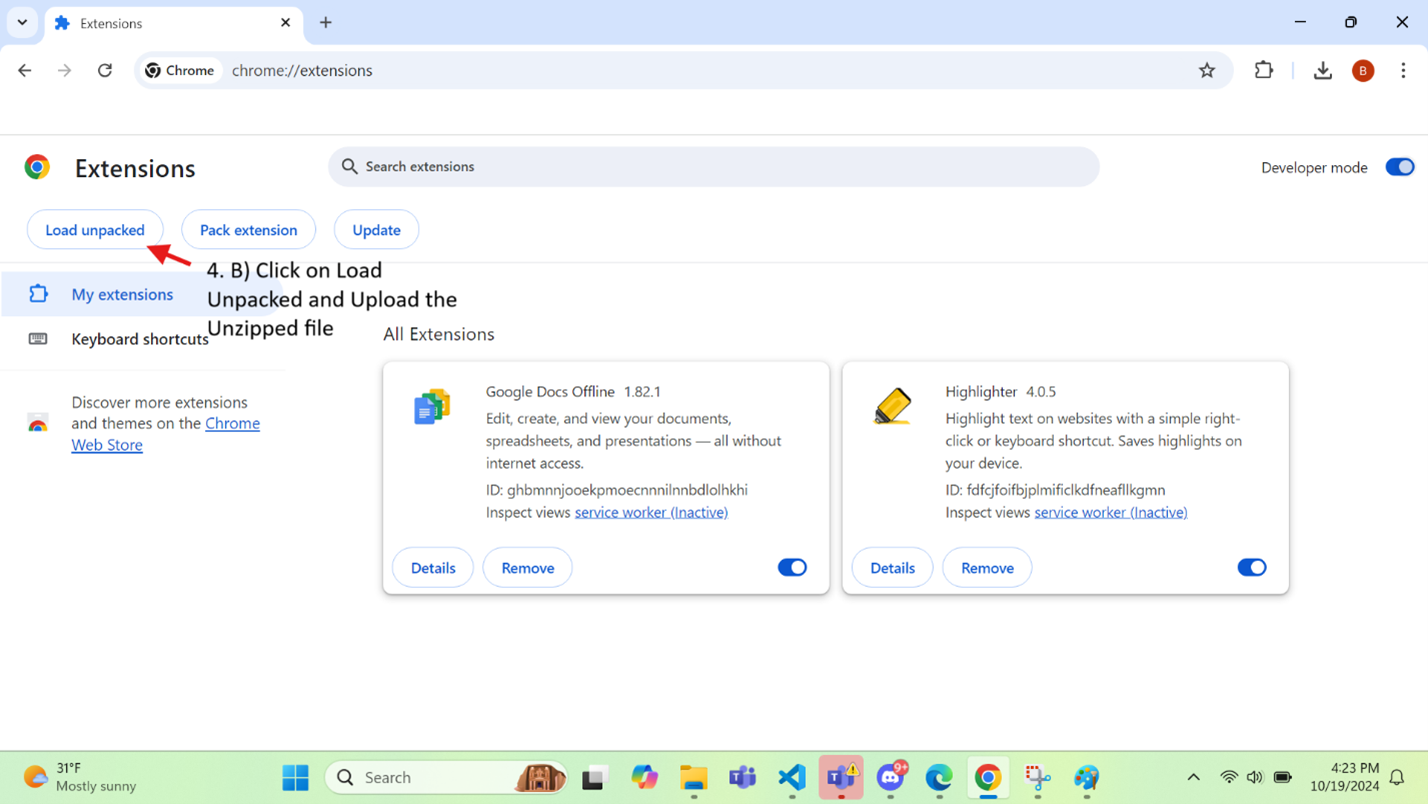 Extensions
Chrome
chrome://extensions
B
Extensions
Search extensions
Developer mode
Load unpacked
Pack extension
Update
4. B) Click on Load
Unpacked and Upload the
Unzipped file
My extensions
Keyboard shortcuts
Discover more extensions
and themes on the Chrome
Web Store
All Extensions
Google Docs Offline 1.82.1
Edit, create, and view your documents,
spreadsheets, and presentations — all without
internet access.
ID: ghbmnnjooekpmoecnnnilnnbdlolhkhi
Inspect views service worker (Inactive)
Details
Remove
Highlighter 4.0.5
Highlight text on websites with a simple right-
click or keyboard shortcut. Saves highlights on
your device.
ID: fdfcjfoifbjplmificlkdfneafllkgmn
Inspect views service worker (Inactive)
Details
Remove
31°F
Mostly sunny
Search
9+
4:23 PM
10/19/2024